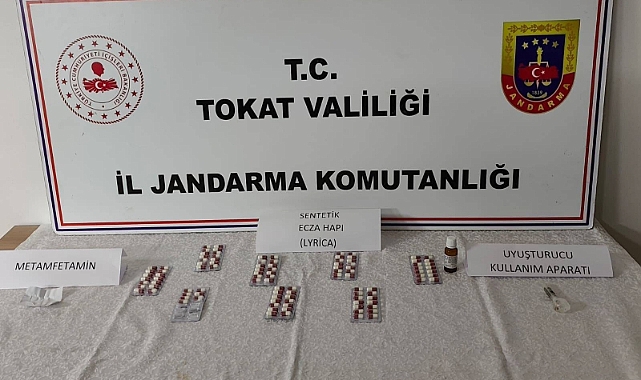 T.C.
TOKAT VALİLİĞİ
İL JANDARMA KOMUTANLIĞI
JANDARMA
SENTETİK
ECZA HAPI
(LYRICA)
METAMFETAMİN
UYUŞTURUCU
KULLANIM APARATI